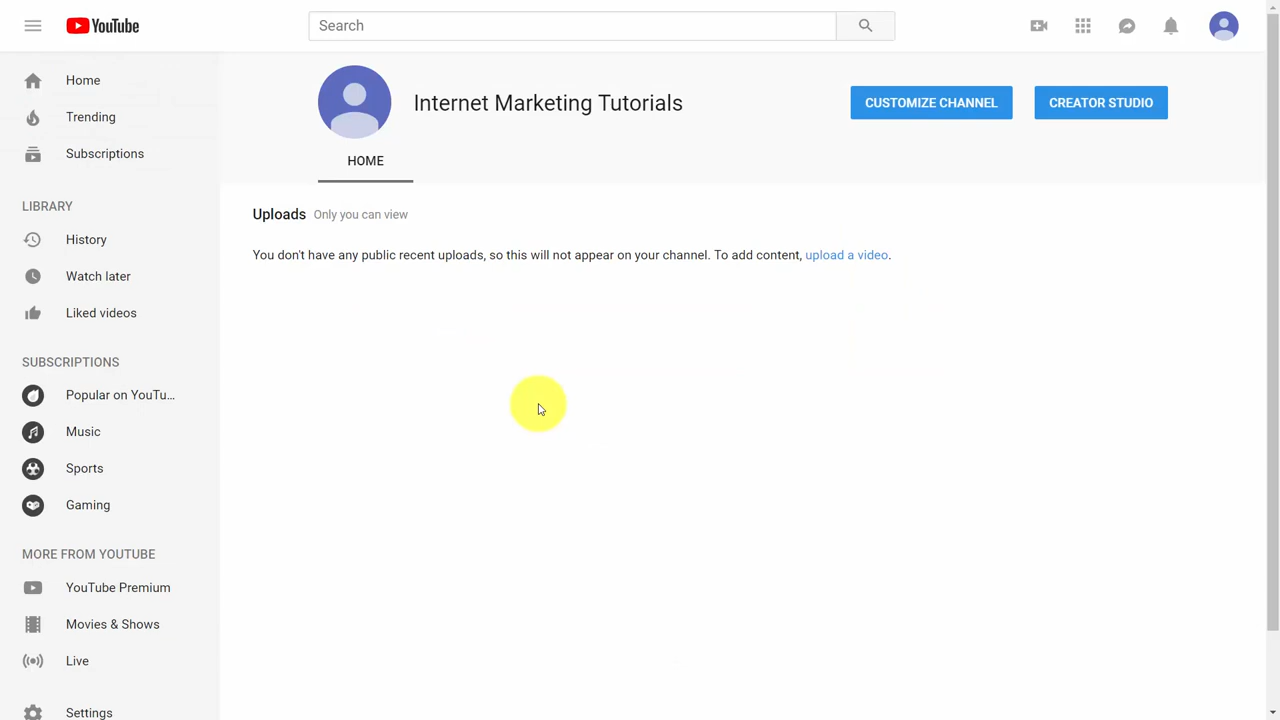 YouTube
Search
Home
Trending
Subscriptions
LIBRARY
History
Watch later
Liked videos
SUBSCRIPTIONS
Popular on YouTu...
Music
Sports
Gaming
MORE FROM YOUTUBE
YouTube Premium
Movies & Shows
Live
Settings
Internet Marketing Tutorials
CUSTOMIZE CHANNEL
CREATOR STUDIO
HOME
Uploads Only you can view
You don't have any public recent uploads, so this will not appear on your channel. To add content, upload a video.